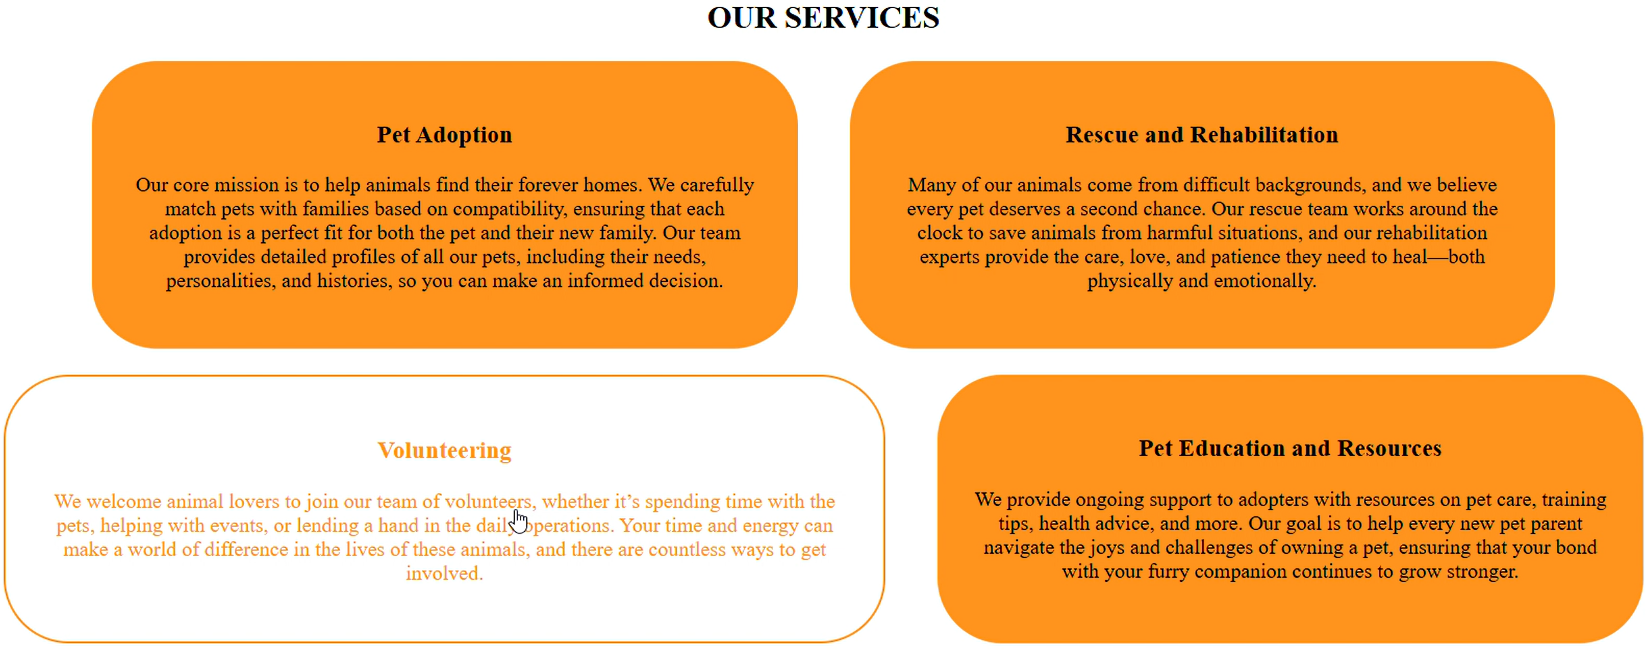 OUR SERVICES
Pet Adoption
Our core mission is to help animals find their forever homes. We carefully
match pets with families based on compatibility, ensuring that each
adoption is a perfect fit for both the pet and their new family. Our team
provides detailed profiles of all our pets, including their needs,
personalities, and histories, so you can make an informed decision.
Rescue and Rehabilitation
Many of our animals come from difficult backgrounds, and we believe
every pet deserves a second chance. Our rescue team works around the
clock to save animals from harmful situations, and our rehabilitation
experts provide the care, love, and patience they need to heal—both
physically and emotionally.
Volunteering
We welcome animal lovers to join our team of volunteers, whether it’s spending time with the
pets, helping with events, or lending a hand in the daily operations. Your time and energy can
make a world of difference in the lives of these animals, and there are countless ways to get
involved.
Pet Education and Resources
We provide ongoing support to adopters with resources on pet care, training
tips, health advice, and more. Our goal is to help every new pet parent
navigate the joys and challenges of owning a pet, ensuring that your bond
with your furry companion continues to grow stronger.